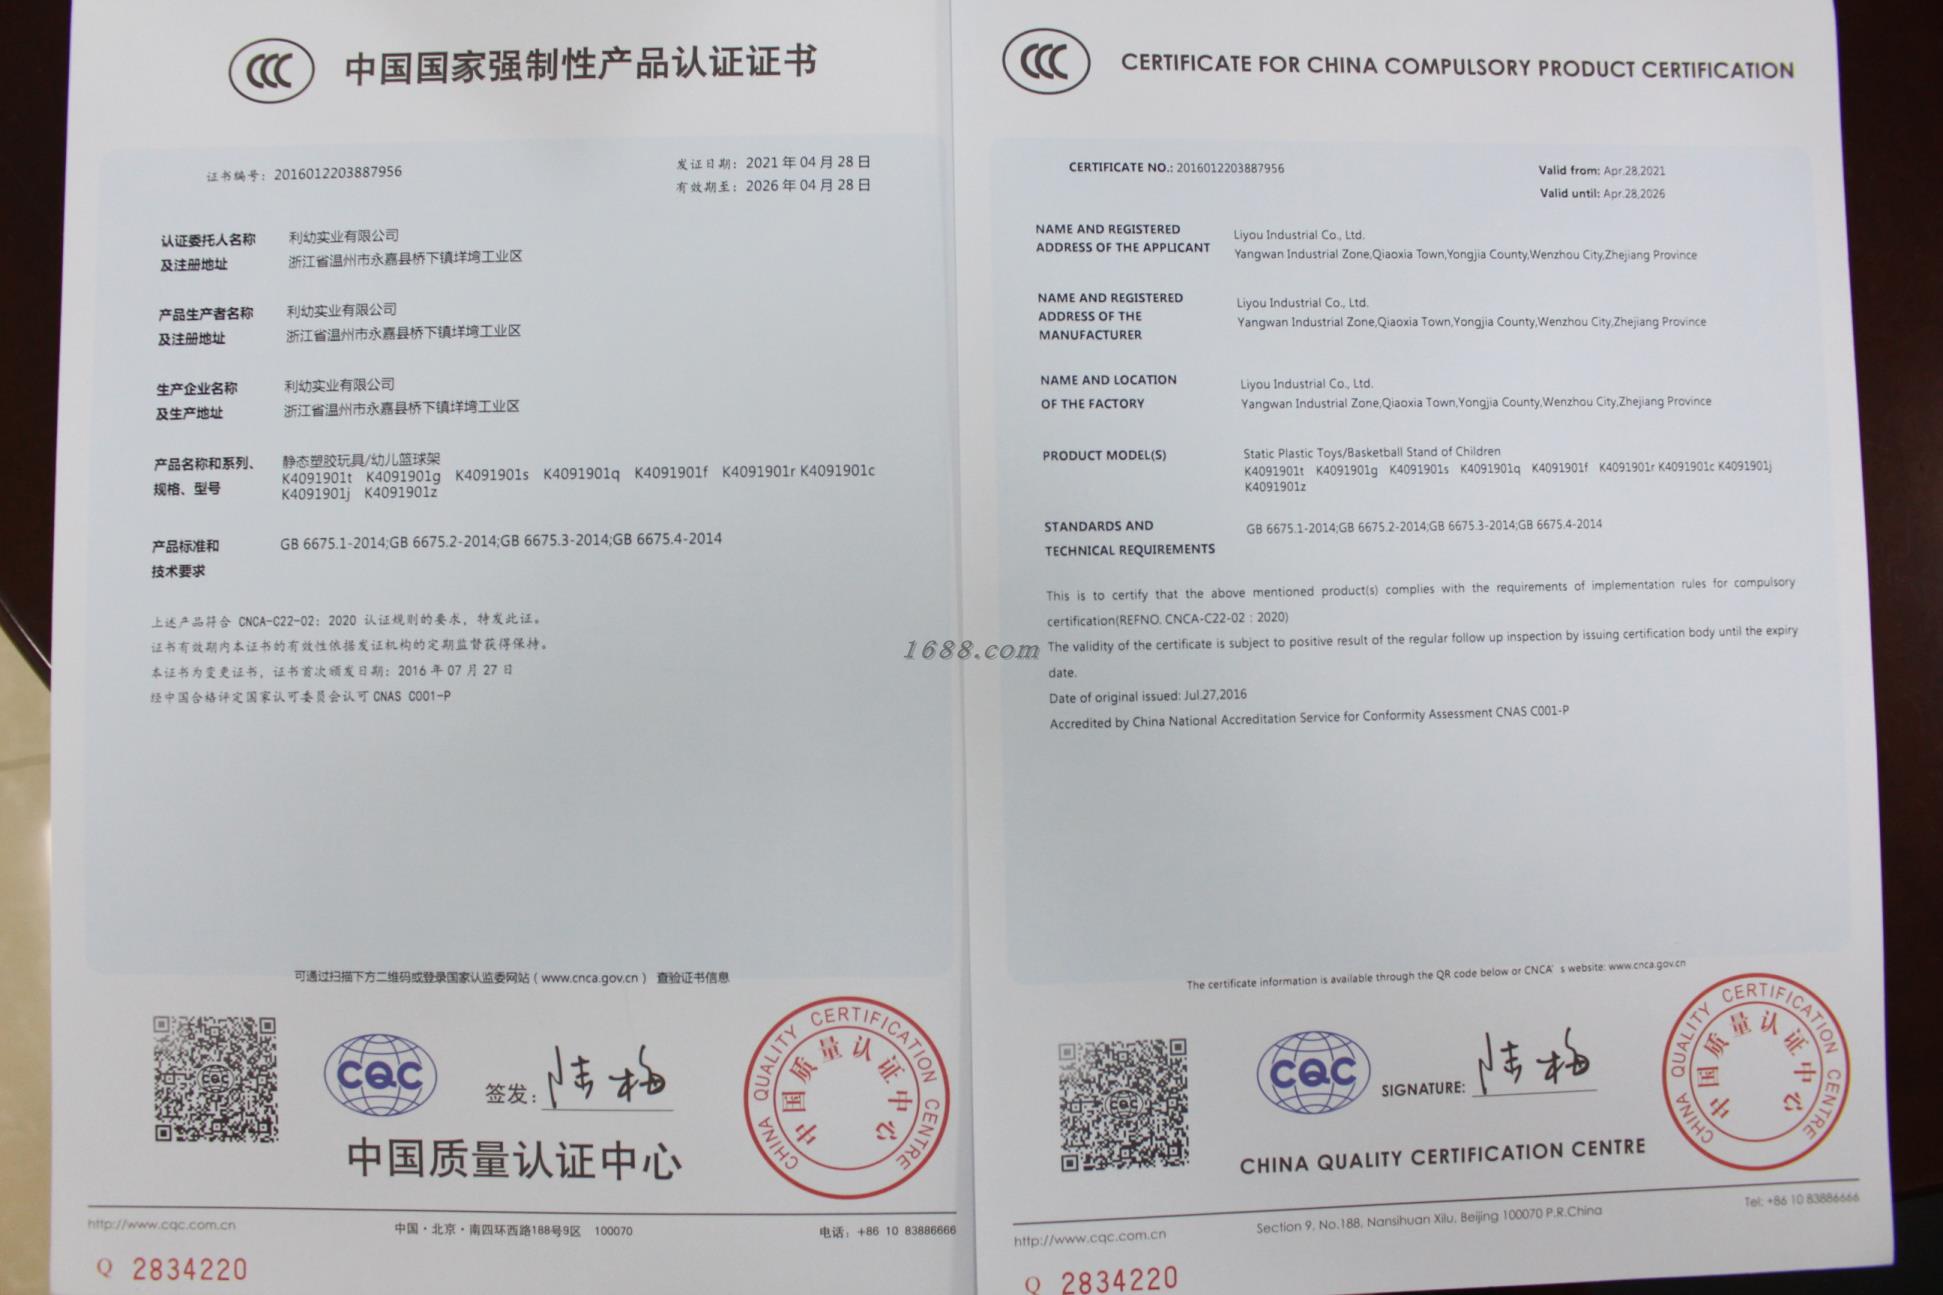 CCC 中国国家强制性产品认证证书
证书编号：2016012203887956
发证日期：2021 年 04 月 28 日
有效期至：2026 年 04 月 28 日
认证委托人名称
及注册地址
利幼实业有限公司
浙江省温州市永嘉县桥下镇垟塆工业区
产品生产者名称
及注册地址
利幼实业有限公司
浙江省温州市永嘉县桥下镇垟塆工业区
生产企业名称
及生产地址
利幼实业有限公司
浙江省温州市永嘉县桥下镇垟塆工业区
产品名称和系列、
规格、型号
静态塑胶玩具/幼儿篮球架
K4091901t K4091901g K4091901s K4091901q K4091901f K4091901r K4091901c
K4091901j K4091901z
产品标准和
技术要求
GB 6675.1-2014;GB 6675.2-2014;GB 6675.3-2014;GB 6675.4-2014
上述产品符合 CNCA-C22-02：2020 认证规则的要求，特发此证。
证书有效期内本证书的有效性依据发证机构的定期监督获得保持。
本证书为变更证书，证书首次颁发日期：2016 年 07 月 27 日
经中国合格评定国家认可委员会认可 CNAS C001-P
可通过扫描下方二维码或登录国家认监委网站（www.cnca.gov.cn） 查验证书信息
CQC
签发：陆梅
CHINA QUALITY CERTIFICATION CENTRE
中国质量认证中心
中国质量认证中心
http://www.cqc.com.cn
中国·北京·南四环西路188号9区 100070
电话：+86 10 83886666
Q 2834220
CCC CERTIFICATE FOR CHINA COMPULSORY PRODUCT CERTIFICATION
CERTIFICATE NO.: 2016012203887956
Valid from: Apr.28,2021
Valid until: Apr.28,2026
NAME AND REGISTERED
ADDRESS OF THE APPLICANT
Liyou Industrial Co., Ltd.
Yangwan Industrial Zone,Qiaoxia Town,Yongjia County,Wenzhou City,Zhejiang Province
NAME AND REGISTERED
ADDRESS OF THE
MANUFACTURER
Liyou Industrial Co., Ltd.
Yangwan Industrial Zone,Qiaoxia Town,Yongjia County,Wenzhou City,Zhejiang Province
NAME AND LOCATION
OF THE FACTORY
Liyou Industrial Co., Ltd.
Yangwan Industrial Zone,Qiaoxia Town,Yongjia County,Wenzhou City,Zhejiang Province
PRODUCT MODEL(S)
Static Plastic Toys/Basketball Stand of Children
K4091901t K4091901g K4091901s K4091901q K4091901f K4091901r K4091901c K4091901j
K4091901z
STANDARDS AND
TECHNICAL REQUIREMENTS
GB 6675.1-2014;GB 6675.2-2014;GB 6675.3-2014;GB 6675.4-2014
This is to certify that the above mentioned product(s) complies with the requirements of implementation rules for compulsory
certification(REFNO. CNCA-C22-02：2020)
The validity of the certificate is subject to positive result of the regular follow up inspection by issuing certification body until the expiry
date.
Date of original issued: Jul.27,2016
Accredited by China National Accreditation Service for Conformity Assessment CNAS C001-P
The certificate information is available through the QR code below or CNCA' s website: www.cnca.gov.cn
CQC
SIGNATURE: 陆梅
CHINA QUALITY CERTIFICATION CENTRE
中国质量认证中心
CHINA QUALITY CERTIFICATION CENTRE
http://www.cqc.com.cn
Section 9, No.188, Nansihuan Xilu, Beijing 100070 P.R.China
Tel: +86 10 83886666
Q 2834220
1688.com